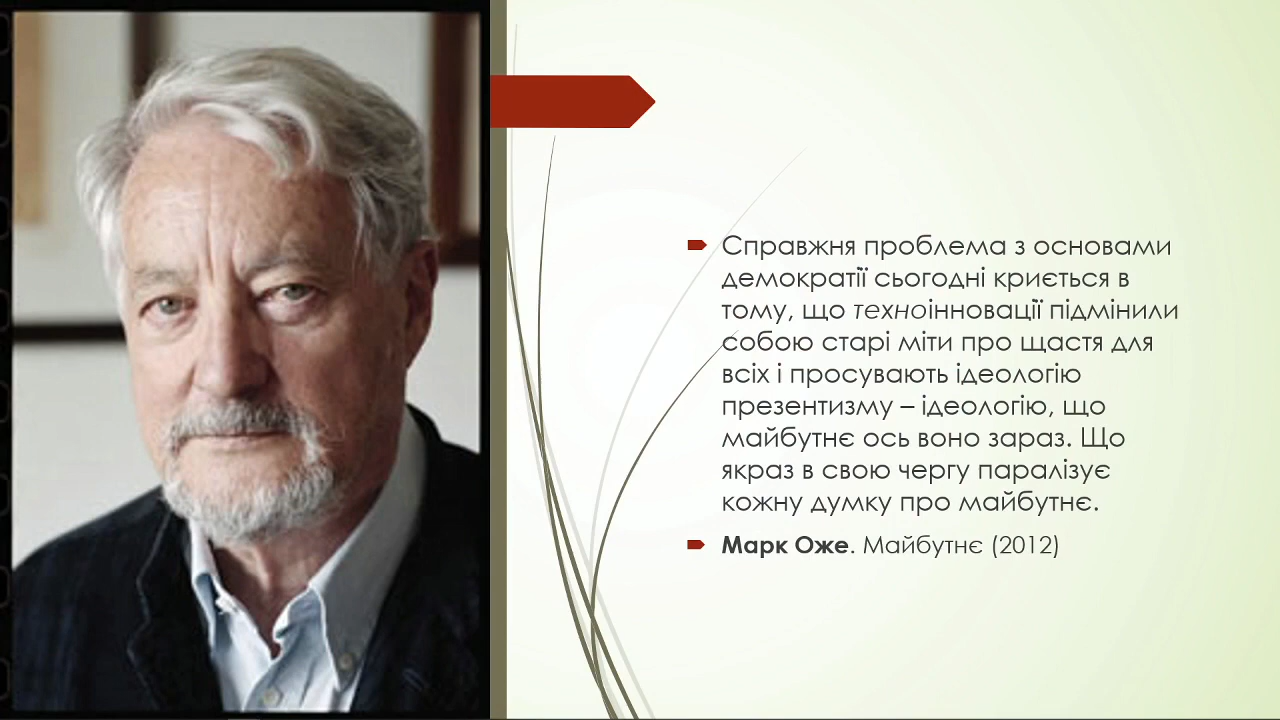 Справжня проблема з основами
демократії сьогодні криється в
тому, що техноінновації підмінили
собою старі міти про щастя для
всіх і просувають ідеологію
презентизму – ідеологію, що
майбутнє ось воно зараз. Що
якраз в свою чергу паралізує
кожну думку про майбутнє.
Марк Оже. Майбутнє (2012)